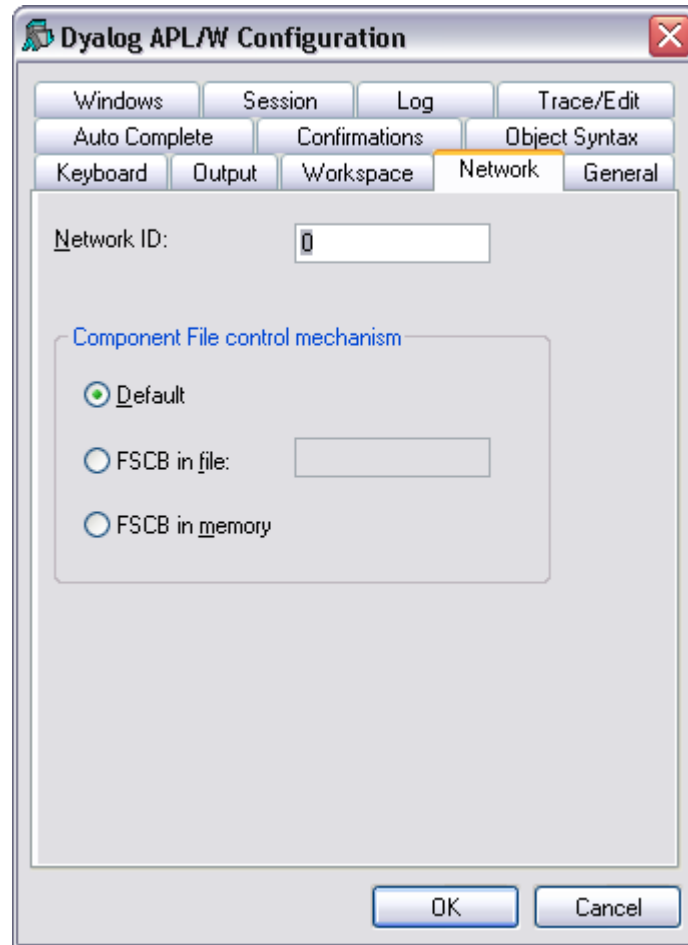 Dyalog APL/W Configuration
Windows Session Log Trace/Edit
Auto Complete Confirmations Object Syntax
Keyboard Output Workspace Network General
Network ID: 0
Component File control mechanism
Default
FSCB in file:
FSCB in memory
OK Cancel